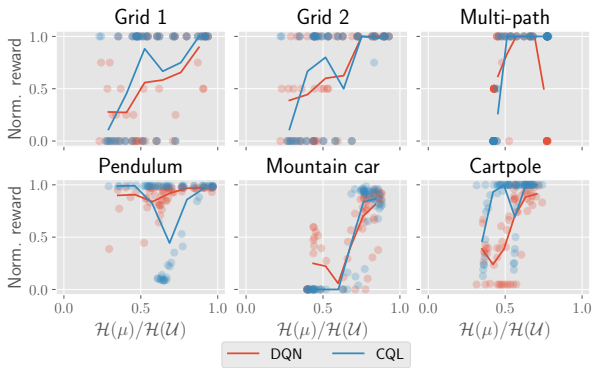 Grid 1 Grid 2 Multi-path
Norm. reward
1.0
0.5
0.0
Pendulum Mountain car Cartpole
Norm. reward
1.0
0.5
0.0
0.0 0.5 1.0 0.0 0.5 1.0 0.0 0.5 1.0
ℋ(μ)/ℋ(𝒰) ℋ(μ)/ℋ(𝒰) ℋ(μ)/ℋ(𝒰)
DQN CQL